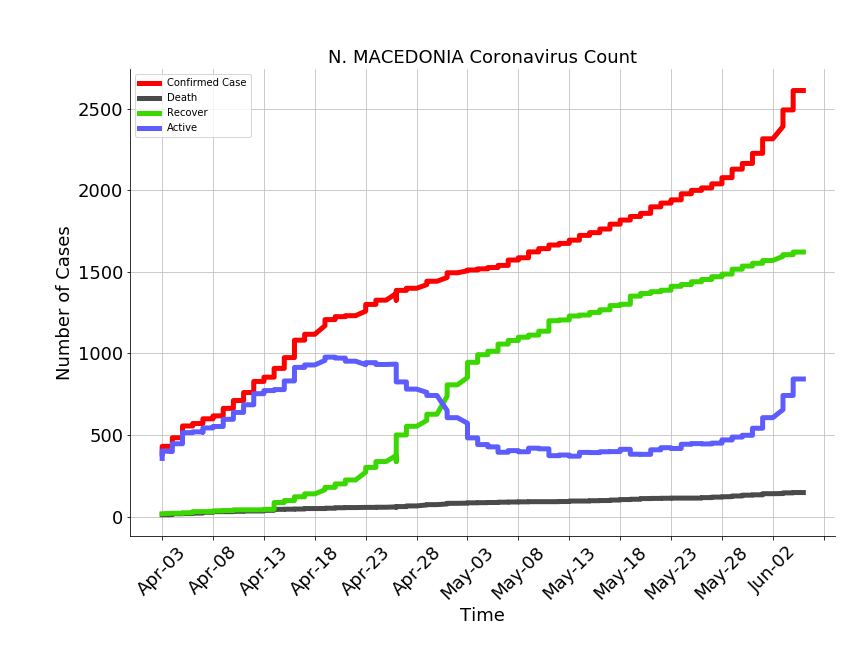 N. MACEDONIA Coronavirus Count
Confirmed Case
Death
Recover
Active
Number of Cases
2500
2000
1500
1000
500
0
Apr-03
Apr-08
Apr-13
Apr-18
Apr-23
Apr-28
May-03
May-08
May-13
May-18
May-23
May-28
Jun-02
Time